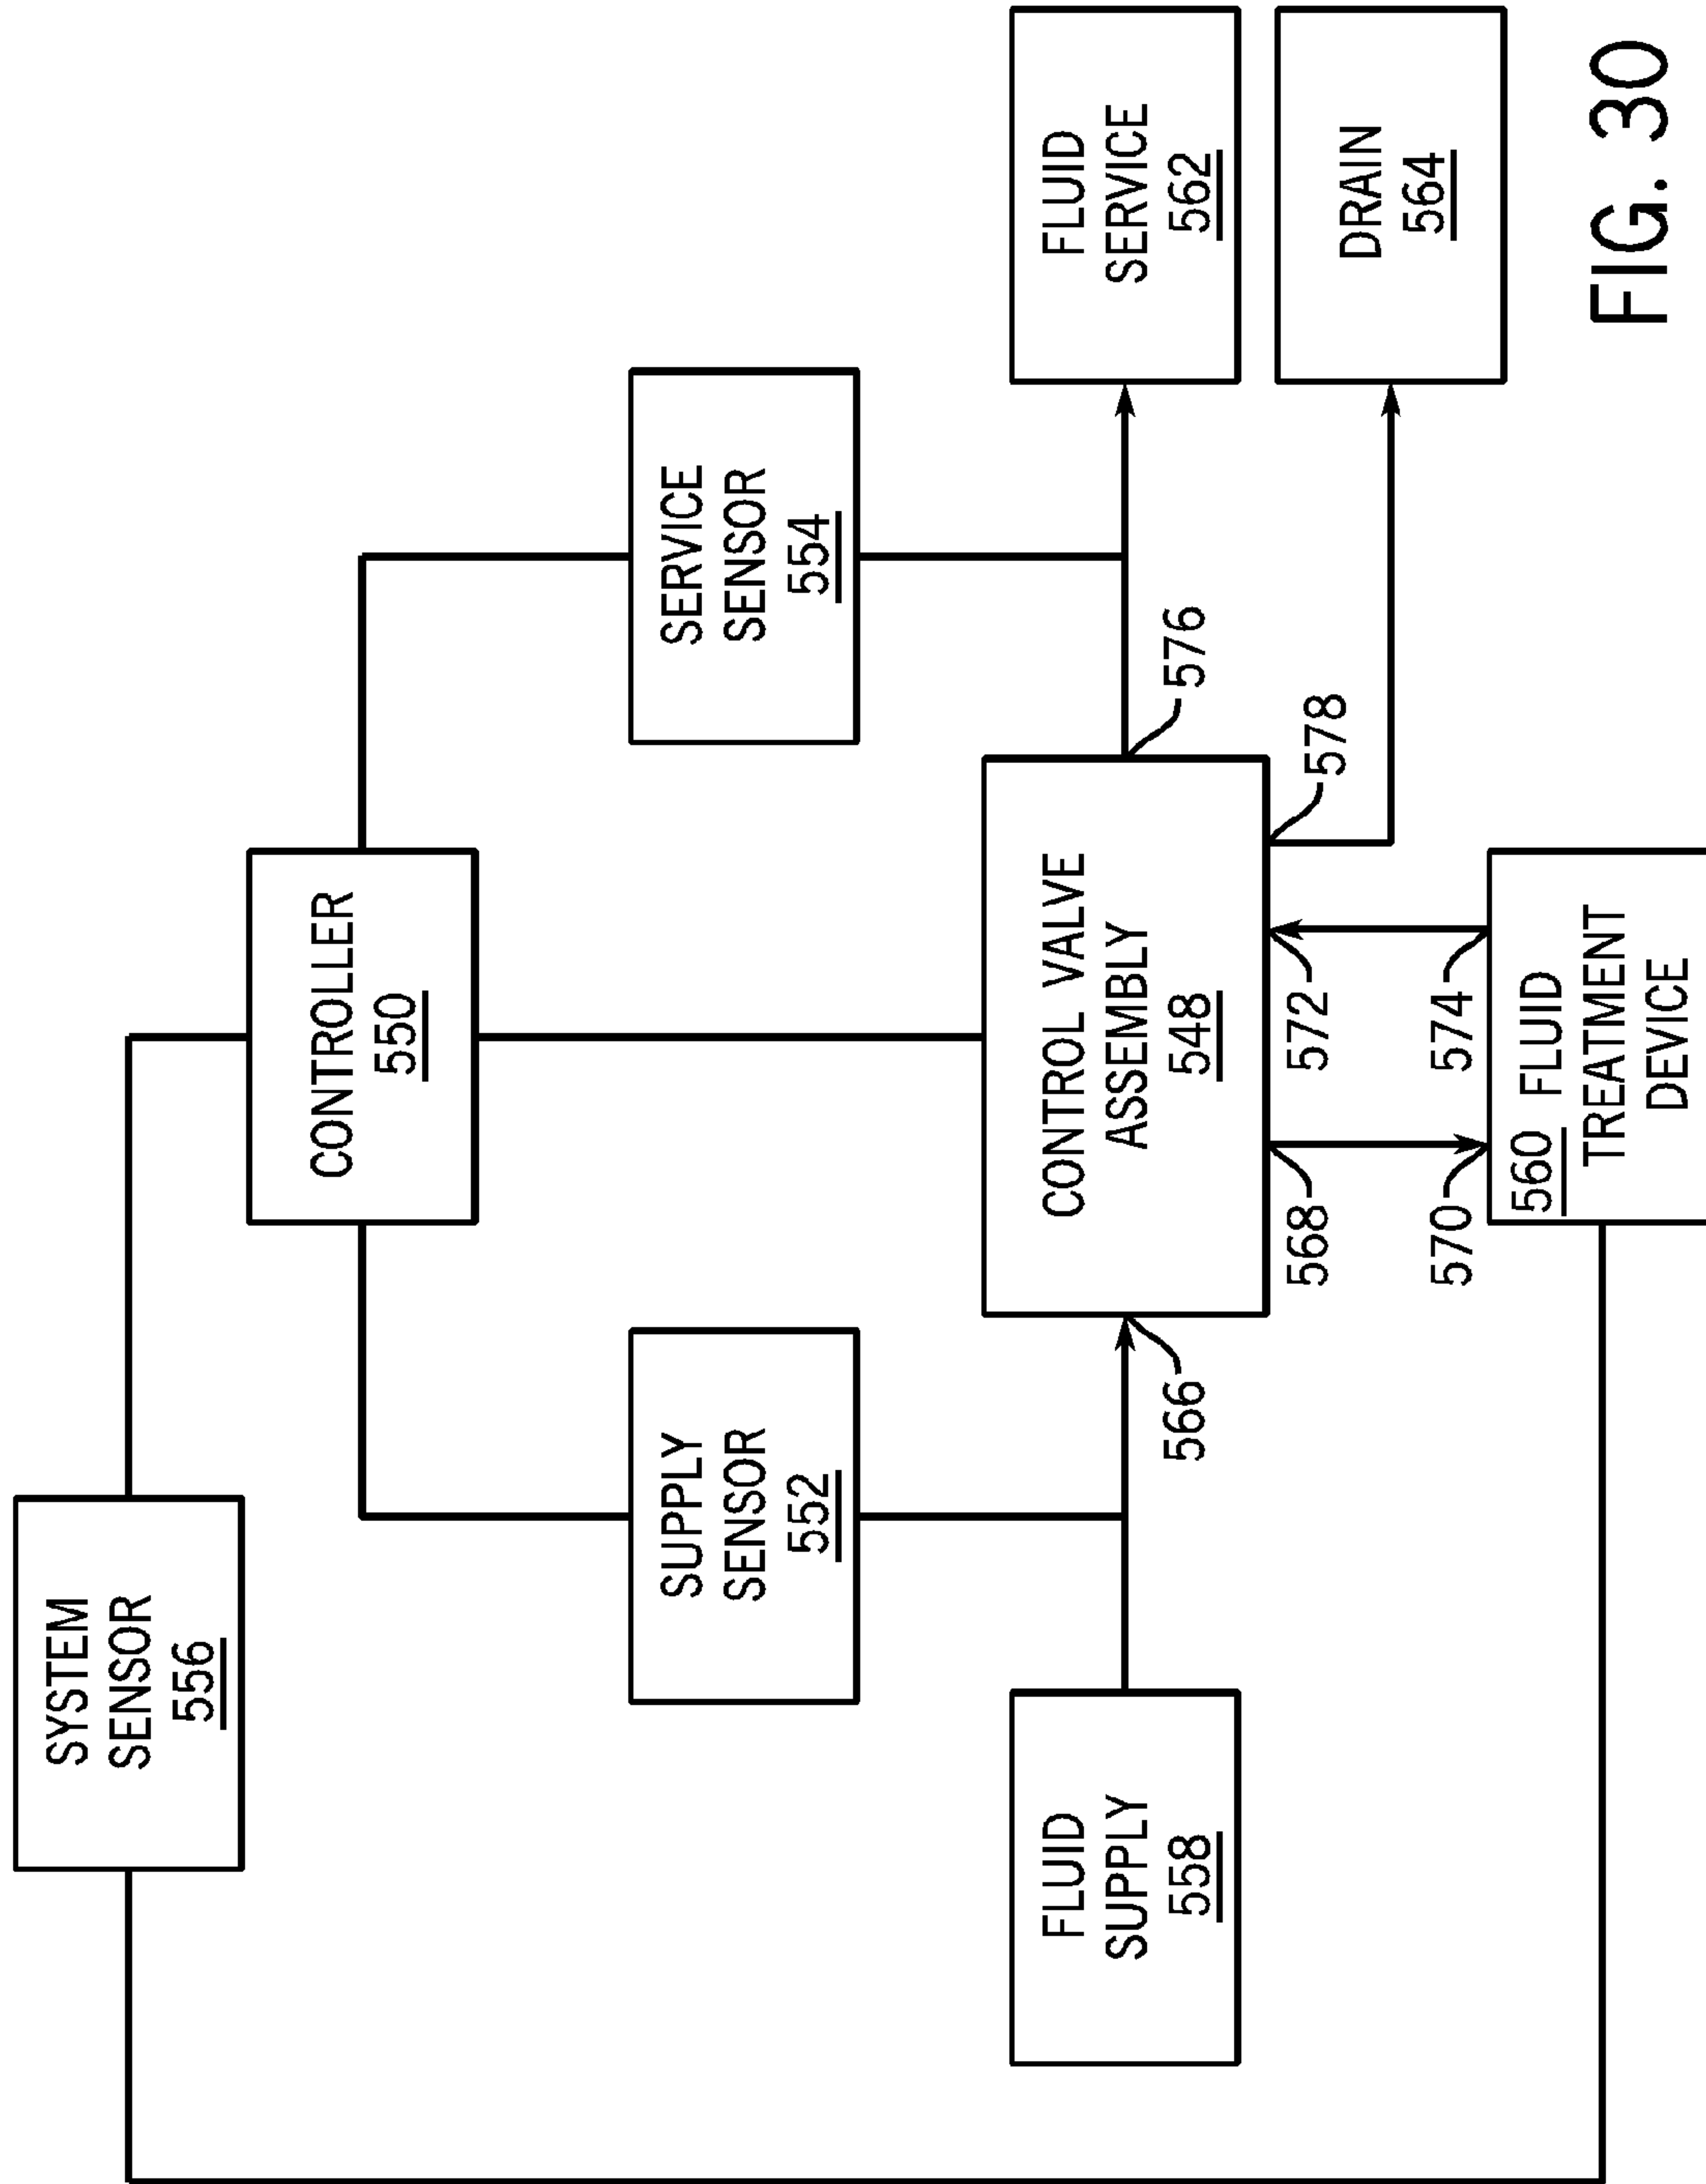 SYSTEM
SENSOR
556
CONTROLLER
550
SUPPLY
SENSOR
552
SERVICE
SENSOR
554
FLUID
SUPPLY
558
566
CONTROL VALVE
ASSEMBLY
548
576
FLUID
SERVICE
562
568
572
578
DRAIN
564
570
574
560 FLUID
TREATMENT
DEVICE
FIG. 30